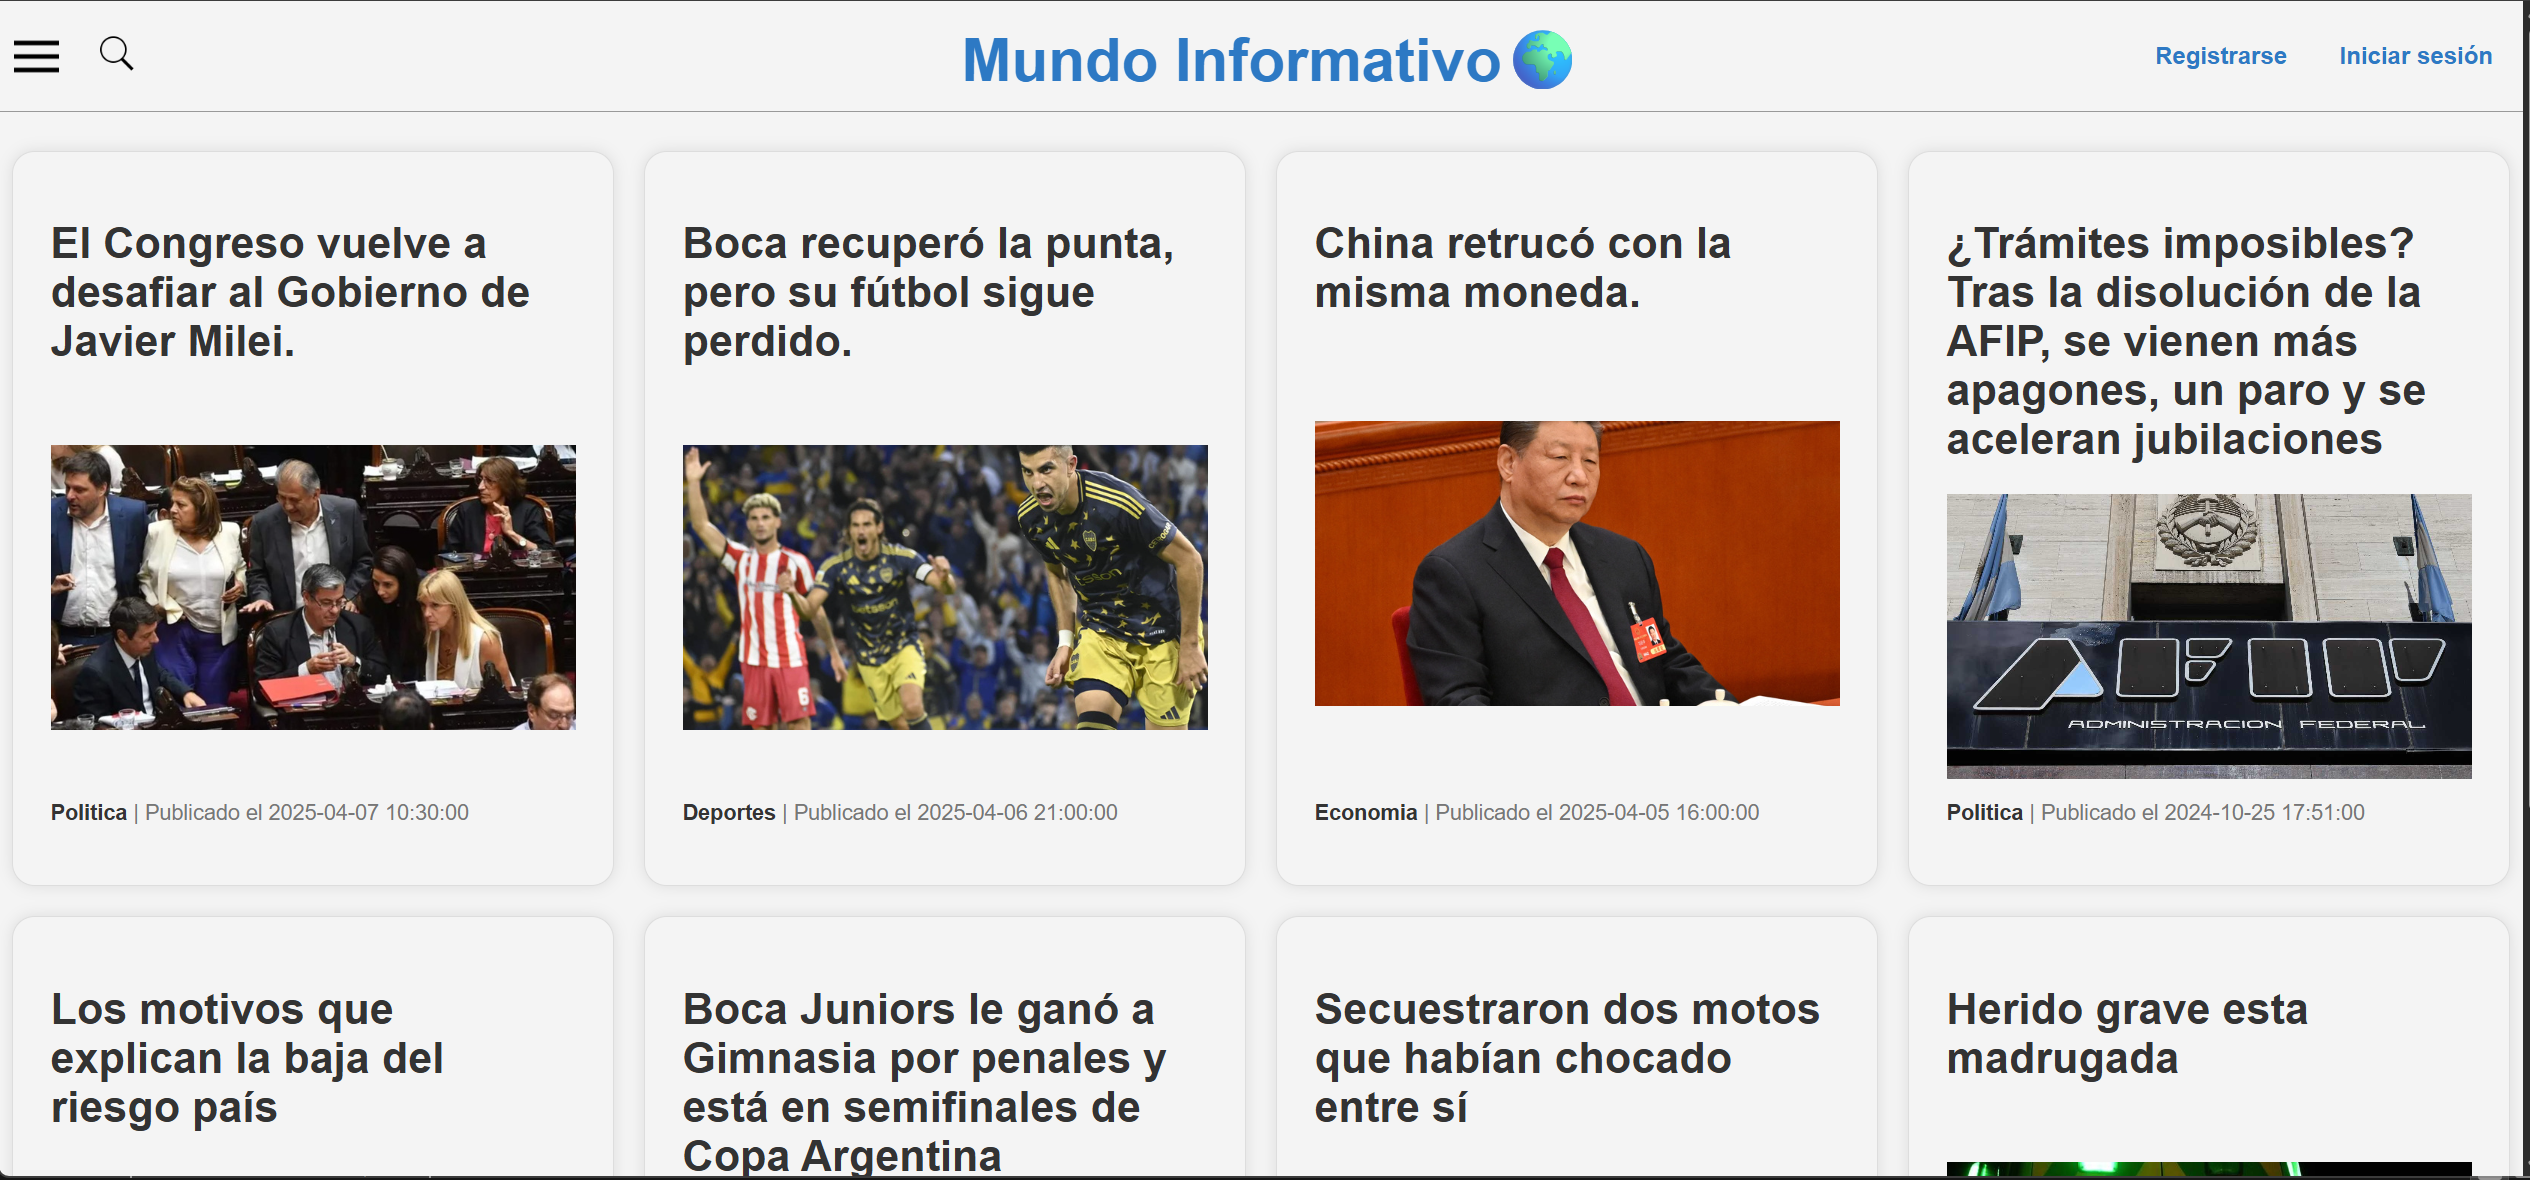 Mundo Informativo
Registrarse
Iniciar sesión
El Congreso vuelve a
desafiar al Gobierno de
Javier Milei.
Politica | Publicado el 2025-04-07 10:30:00
Boca recuperó la punta,
pero su fútbol sigue
perdido.
betsson
betsson
6
Deportes | Publicado el 2025-04-06 21:00:00
China retrucó con la
misma moneda.
Economia | Publicado el 2025-04-05 16:00:00
¿Trámites imposibles?
Tras la disolución de la
AFIP, se vienen más
apagones, un paro y se
aceleran jubilaciones
ADMINISTRACION FEDERAL
Politica | Publicado el 2024-10-25 17:51:00
Los motivos que
explican la baja del
riesgo país
Boca Juniors le ganó a
Gimnasia por penales y
está en semifinales de
Copa Argentina
Secuestraron dos motos
que habían chocado
entre sí
Herido grave esta
madrugada